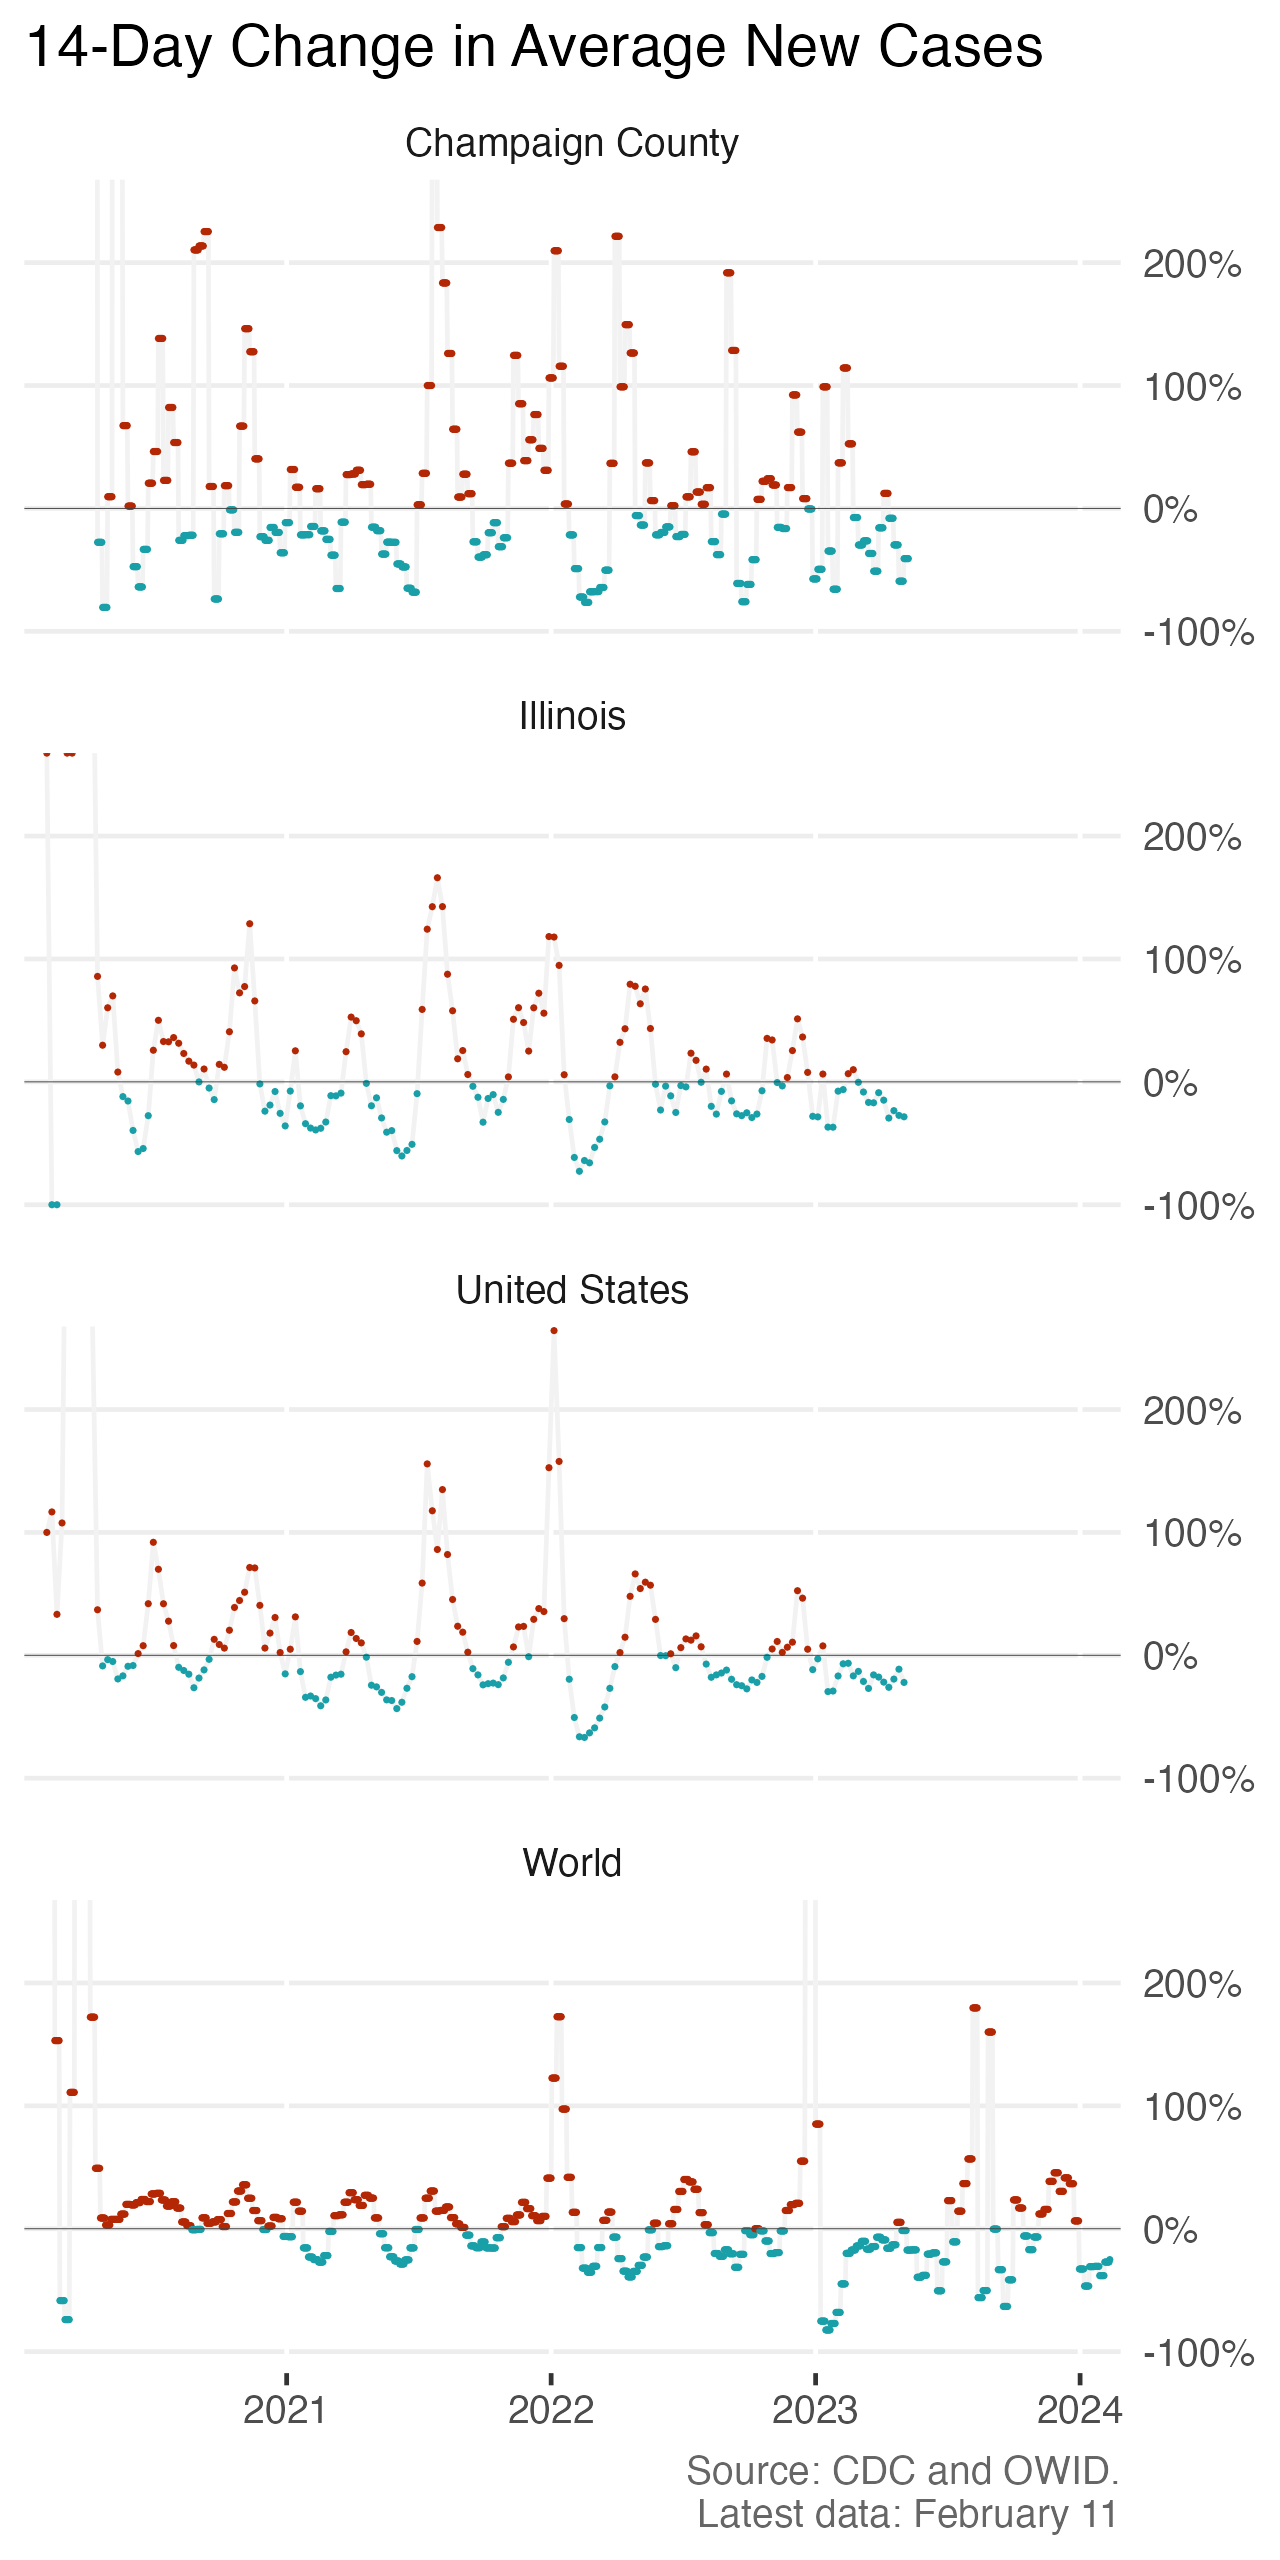 14-Day Change in Average New Cases
Champaign County
200%
100%
0%
-100%
Illinois
200%
100%
0%
-100%
United States
200%
100%
0%
-100%
World
200%
100%
0%
-100%
2021 2022 2023 2024
Source: CDC and OWID.
Latest data: February 11